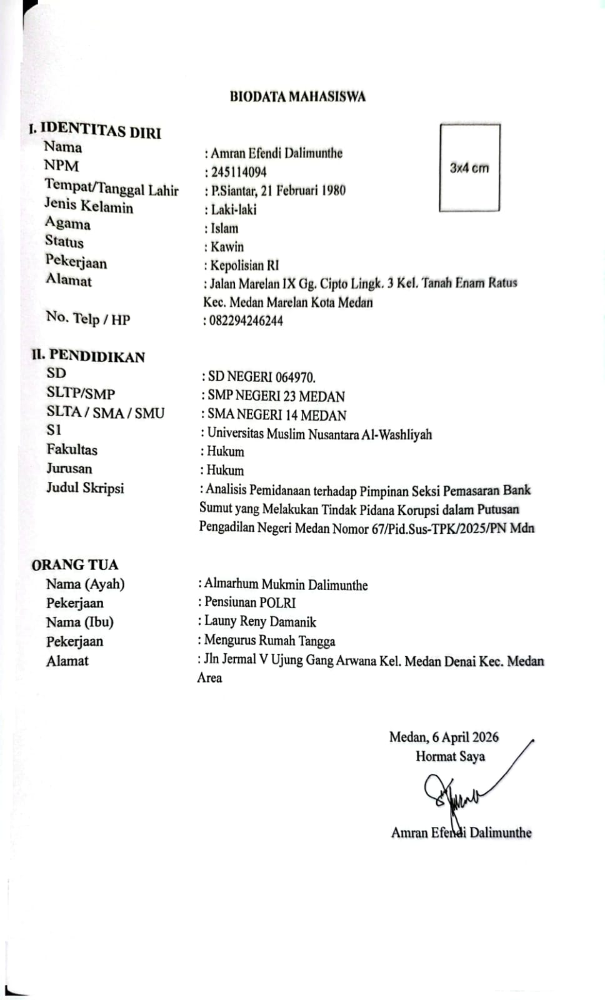 BIODATA MAHASISWA
I. IDENTITAS DIRI
3x4 cm
Nama : Amran Efendi Dalimunthe
NPM : 245114094
Tempat/Tanggal Lahir : P.Siantar, 21 Februari 1980
Jenis Kelamin : Laki-laki
Agama : Islam
Status : Kawin
Pekerjaan : Kepolisian RI
Alamat : Jalan Marelan IX Gg. Cipto Lingk. 3 Kel. Tanah Enam Ratus
Kec. Medan Marelan Kota Medan
No. Telp / HP : 082294246244
II. PENDIDIKAN
SD : SD NEGERI 064970.
SLTP/SMP : SMP NEGERI 23 MEDAN
SLTA / SMA / SMU : SMA NEGERI 14 MEDAN
S1 : Universitas Muslim Nusantara Al-Washliyah
Fakultas : Hukum
Jurusan : Hukum
Judul Skripsi : Analisis Pemidanaan terhadap Pimpinan Seksi Pemasaran Bank
Sumut yang Melakukan Tindak Pidana Korupsi dalam Putusan
Pengadilan Negeri Medan Nomor 67/Pid.Sus-TPK/2025/PN Mdn
ORANG TUA
Nama (Ayah) : Almarhum Mukmin Dalimunthe
Pekerjaan : Pensiunan POLRI
Nama (Ibu) : Launy Reny Damanik
Pekerjaan : Mengurus Rumah Tangga
Alamat : Jln Jermal V Ujung Gang Arwana Kel. Medan Denai Kec. Medan
Area
Medan, 6 April 2026
Hormat Saya
Amran Efendi Dalimunthe